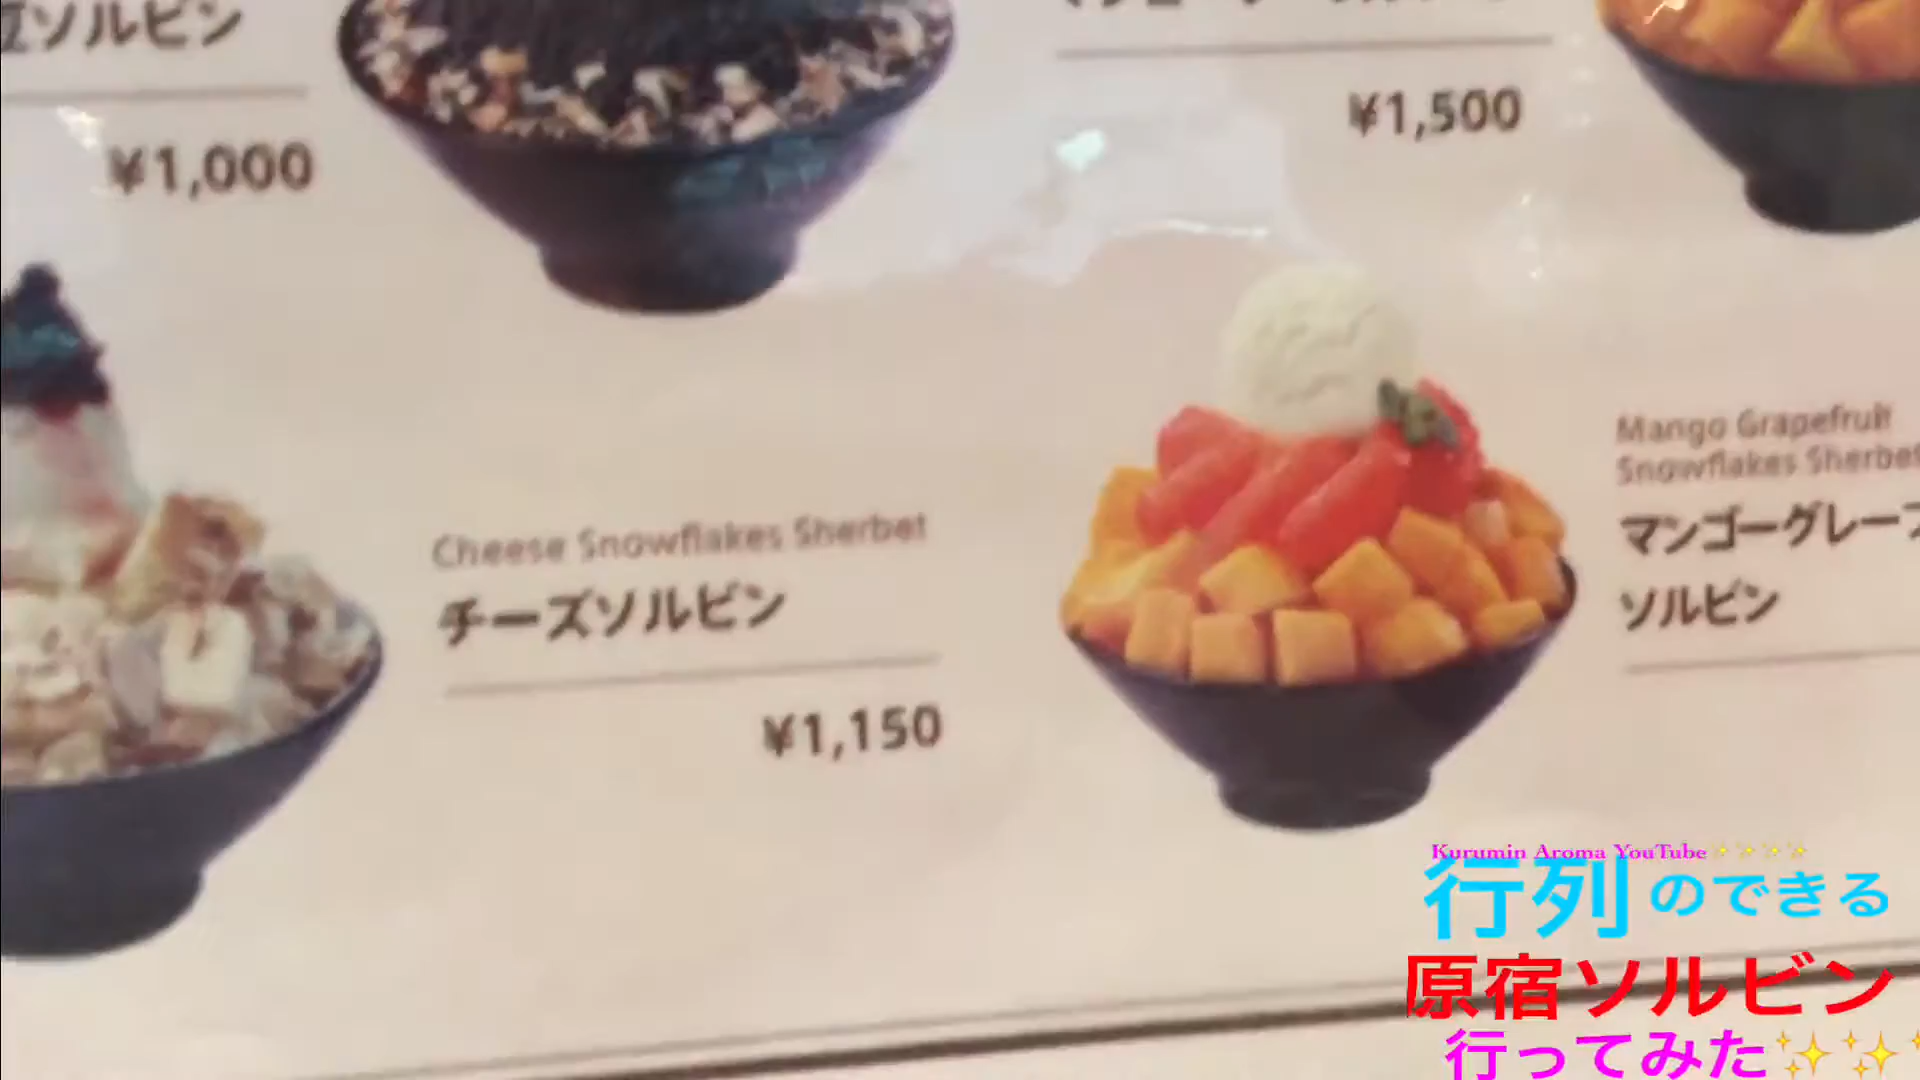 ソルビン
¥1,000
¥1,500
Cheese Snowflakes Sherbet
チーズソルビン
¥1,150
Mango Grapefruit
Snowflakes Sherbet
マンゴーグレープ
ソルビン
Kurumin Aroma YouTube✨✨✨✨
行列のできる
原宿ソルビン
行ってみた✨✨